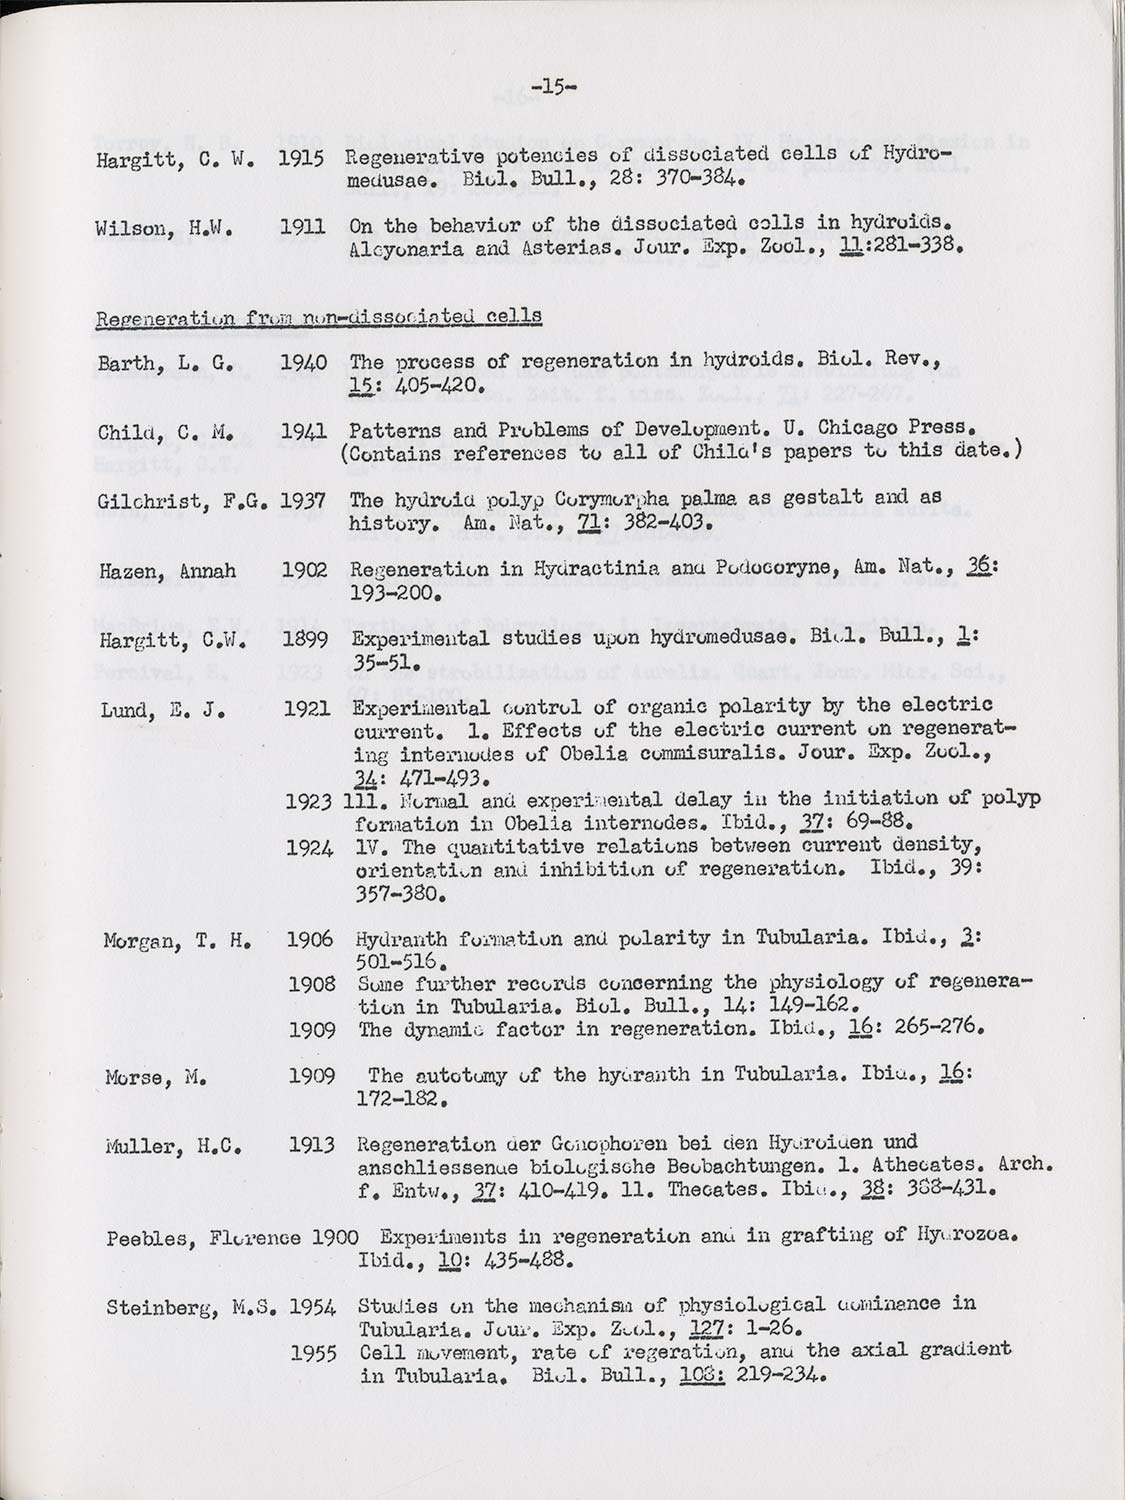 -15-
Hargitt, C. W. 1915 Regenerative potencies of dissociated cells of Hydro-
medusae. Biol. Bull., 28: 370-384.
Wilson, H.W. 1911 On the behavior of the dissociated cells in hydroids.
Alcyonaria and Asterias. Jour. Exp. Zool., 11:281-338.
Regeneration from non-dissociated cells
Barth, L. G. 1940 The process of regeneration in hydroids. Biol. Rev.,
15: 405-420.
Child, C. M. 1941 Patterns and Problems of Development. U. Chicago Press.
(Contains references to all of Child's papers to this date.)
Gilchrist, F.G. 1937 The hydroid polyp Corymorpha palma as gestalt and as
history. Am. Nat., 71: 382-403.
Hazen, Annah 1902 Regeneration in Hydractinia and Podocoryne, Am. Nat., 36:
193-200.
Hargitt, C.W. 1899 Experimental studies upon hydromedusae. Biol. Bull., 1:
35-51.
Lund, E. J. 1921 Experimental control of organic polarity by the electric
current. 1. Effects of the electric current on regenerat-
ing internodes of Obelia commisuralis. Jour. Exp. Zool.,
34: 471-493.
1923 lll. Normal and experimental delay in the initiation of polyp
formation in Obelia internodes. Ibid., 37: 69-88.
1924 lV. The quantitative relations between current density,
orientation and inhibition of regeneration. Ibid., 39:
357-380.
Morgan, T. H. 1906 Hydranth formation and polarity in Tubularia. Ibid., 3:
501-516.
1908 Some further records concerning the physiology of regenera-
tion in Tubularia. Biol. Bull., 14: 149-162.
1909 The dynamic factor in regeneration. Ibid., 16: 265-276.
Morse, M. 1909 The autotomy of the hydranth in Tubularia. Ibid., 16:
172-182.
Muller, H.C. 1913 Regeneration der Gonophoren bei den Hydroiden und
anschliessende biologische Beobachtungen. 1. Athecates. Arch.
f. Entw., 37: 410-419. 11. Thecates. Ibid., 38: 388-431.
Peebles, Florence 1900 Experiments in regeneration and in grafting of Hydrozoa.
Ibid., 10: 435-488.
Steinberg, M.S. 1954 Studies on the mechanism of physiological dominance in
Tubularia. Jour. Exp. Zool., 127: 1-26.
1955 Cell movement, rate of regeration, and the axial gradient
in Tubularia. Biol. Bull., 108: 219-234.